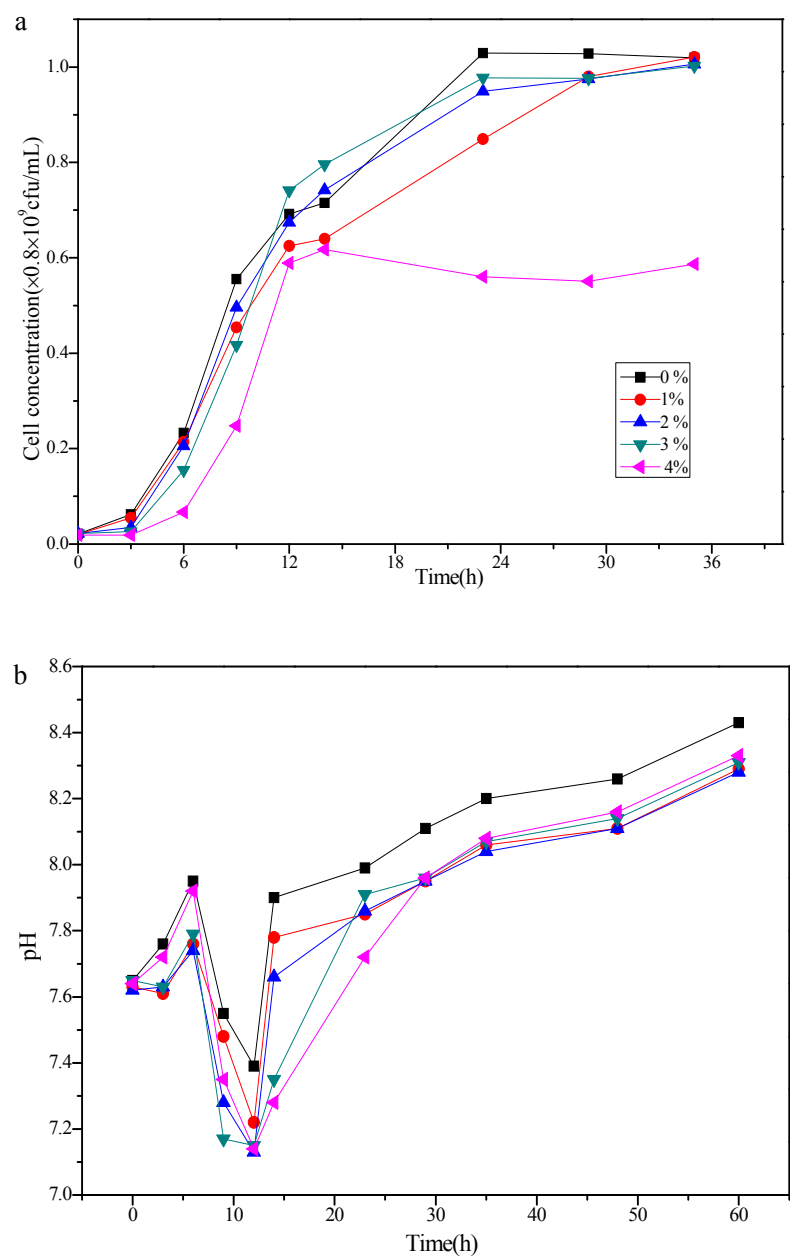 a
Cell concentration(×0.8×10⁹cfu/mL)
1.0
0.8
0.6
0.4
0.2
0.0
0 %
1%
2 %
3 %
4%
0 6 12 18 24 30 36
Time(h)
b
pH
8.6
8.4
8.2
8.0
7.8
7.6
7.4
7.2
7.0
0 10 20 30 40 50 60
Time(h)